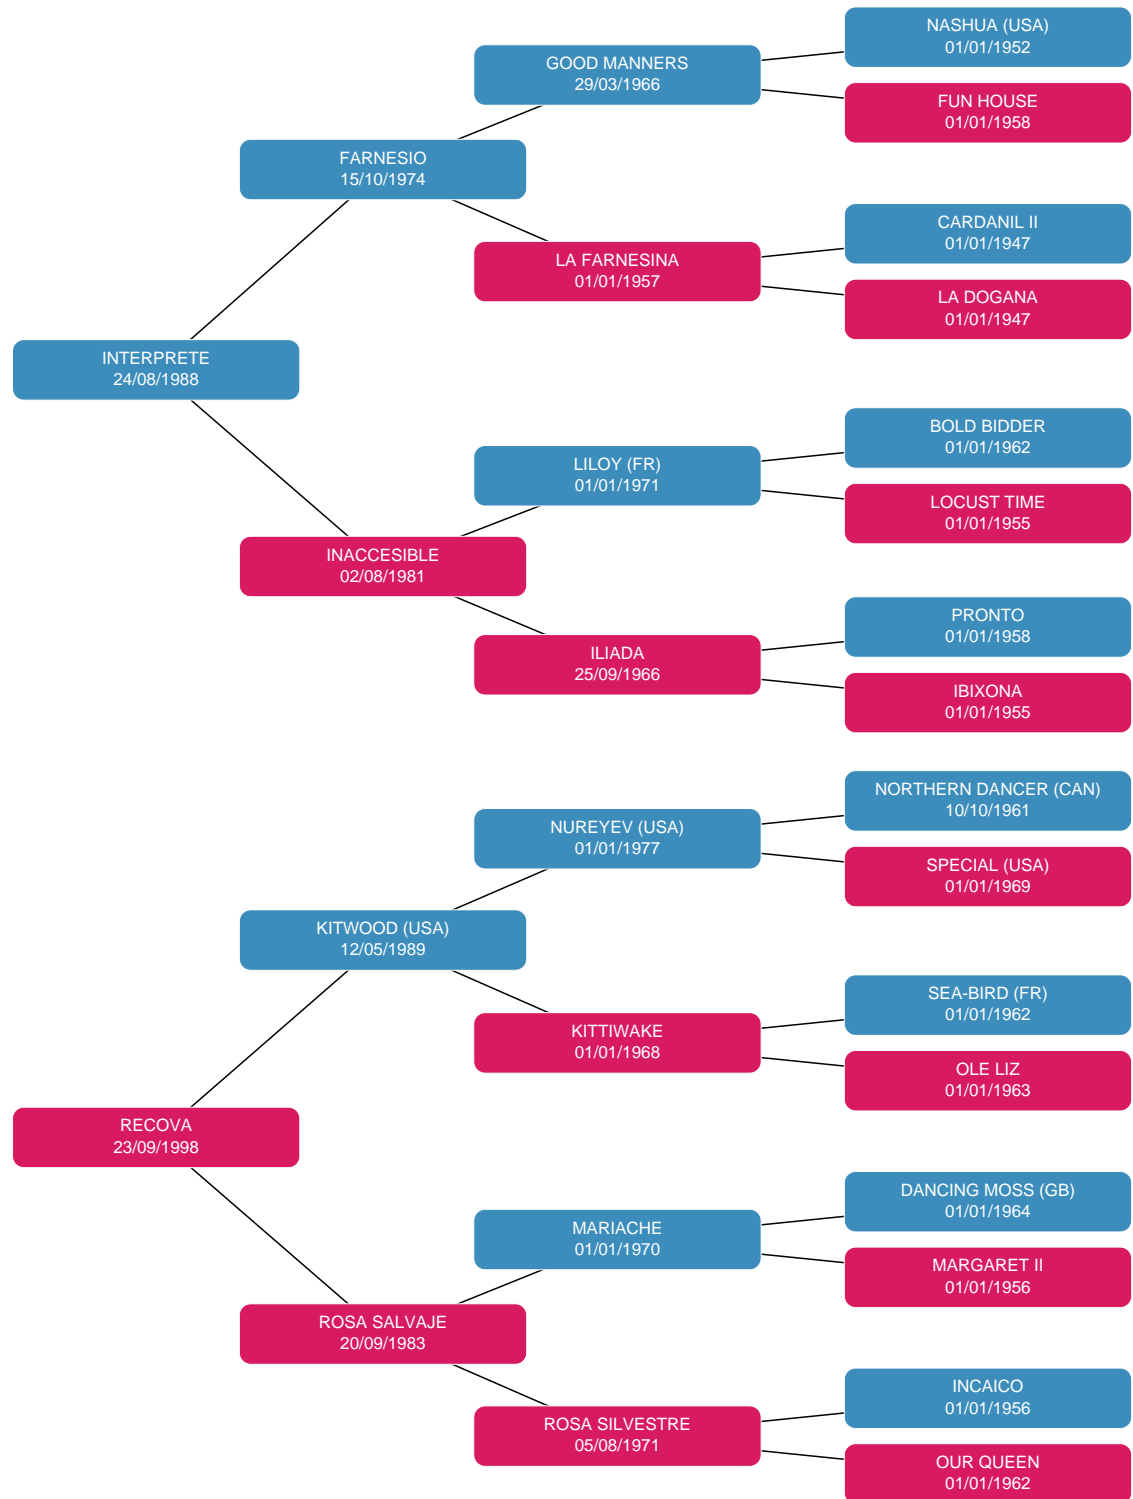 NASHUA (USA)
01/01/1952
GOOD MANNERS
29/03/1966
FUN HOUSE
01/01/1958
FARNESIO
15/10/1974
CARDANIL II
01/01/1947
LA FARNESINA
01/01/1957
LA DOGANA
01/01/1947
INTERPRETE
24/08/1988
BOLD BIDDER
01/01/1962
LILOY (FR)
01/01/1971
LOCUST TIME
01/01/1955
INACCESIBLE
02/08/1981
PRONTO
01/01/1958
ILIADA
25/09/1966
IBIXONA
01/01/1955
NORTHERN DANCER (CAN)
10/10/1961
NUREYEV (USA)
01/01/1977
SPECIAL (USA)
01/01/1969
KITWOOD (USA)
12/05/1989
SEA-BIRD (FR)
01/01/1962
KITTIWAKE
01/01/1968
OLE LIZ
01/01/1963
RECOVA
23/09/1998
DANCING MOSS (GB)
01/01/1964
MARIACHE
01/01/1970
MARGARET II
01/01/1956
ROSA SALVAJE
20/09/1983
INCAICO
01/01/1956
ROSA SILVESTRE
05/08/1971
OUR QUEEN
01/01/1962